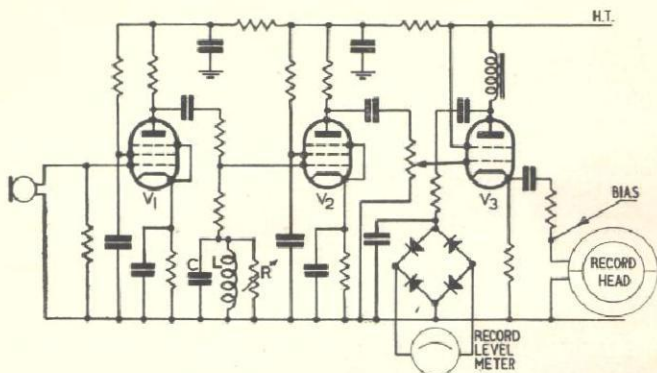 H.T.
V1
V2
V3
C
L
R
BIAS
RECORD
HEAD
RECORD
LEVEL
METER